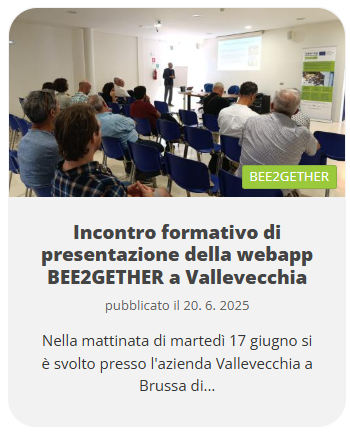 BEE2GETHER
Incontro formativo di
presentazione della webapp
BEE2GETHER a Vallevecchia
pubblicato il 20. 6. 2025
Nella mattinata di martedì 17 giugno si
è svolto presso l'azienda Vallevecchia a
Brussa di...